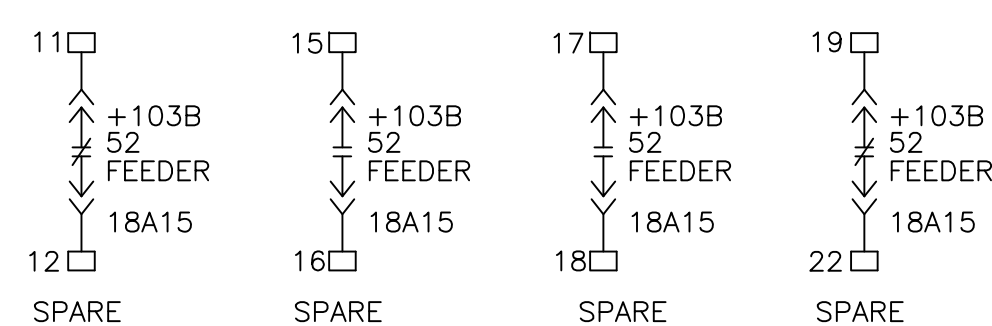 11 15 17 19
+103B +103B +103B +103B
52 52 52 52
FEEDER FEEDER FEEDER FEEDER
18A15 18A15 18A15 18A15
12 16 18 22
SPARE SPARE SPARE SPARE